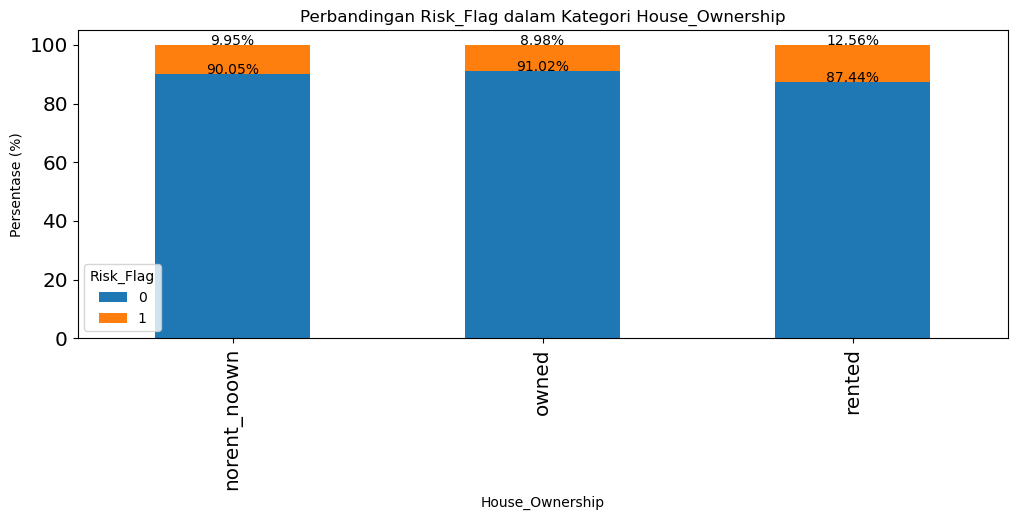 Perbandingan Risk_Flag dalam Kategori House_Ownership
Persentase (%)
100
80
60
40
20
0
9.95%
90.05%
8.98%
91.02%
12.56%
87.44%
Risk_Flag
0
1
norent_noown
owned
rented
House_Ownership